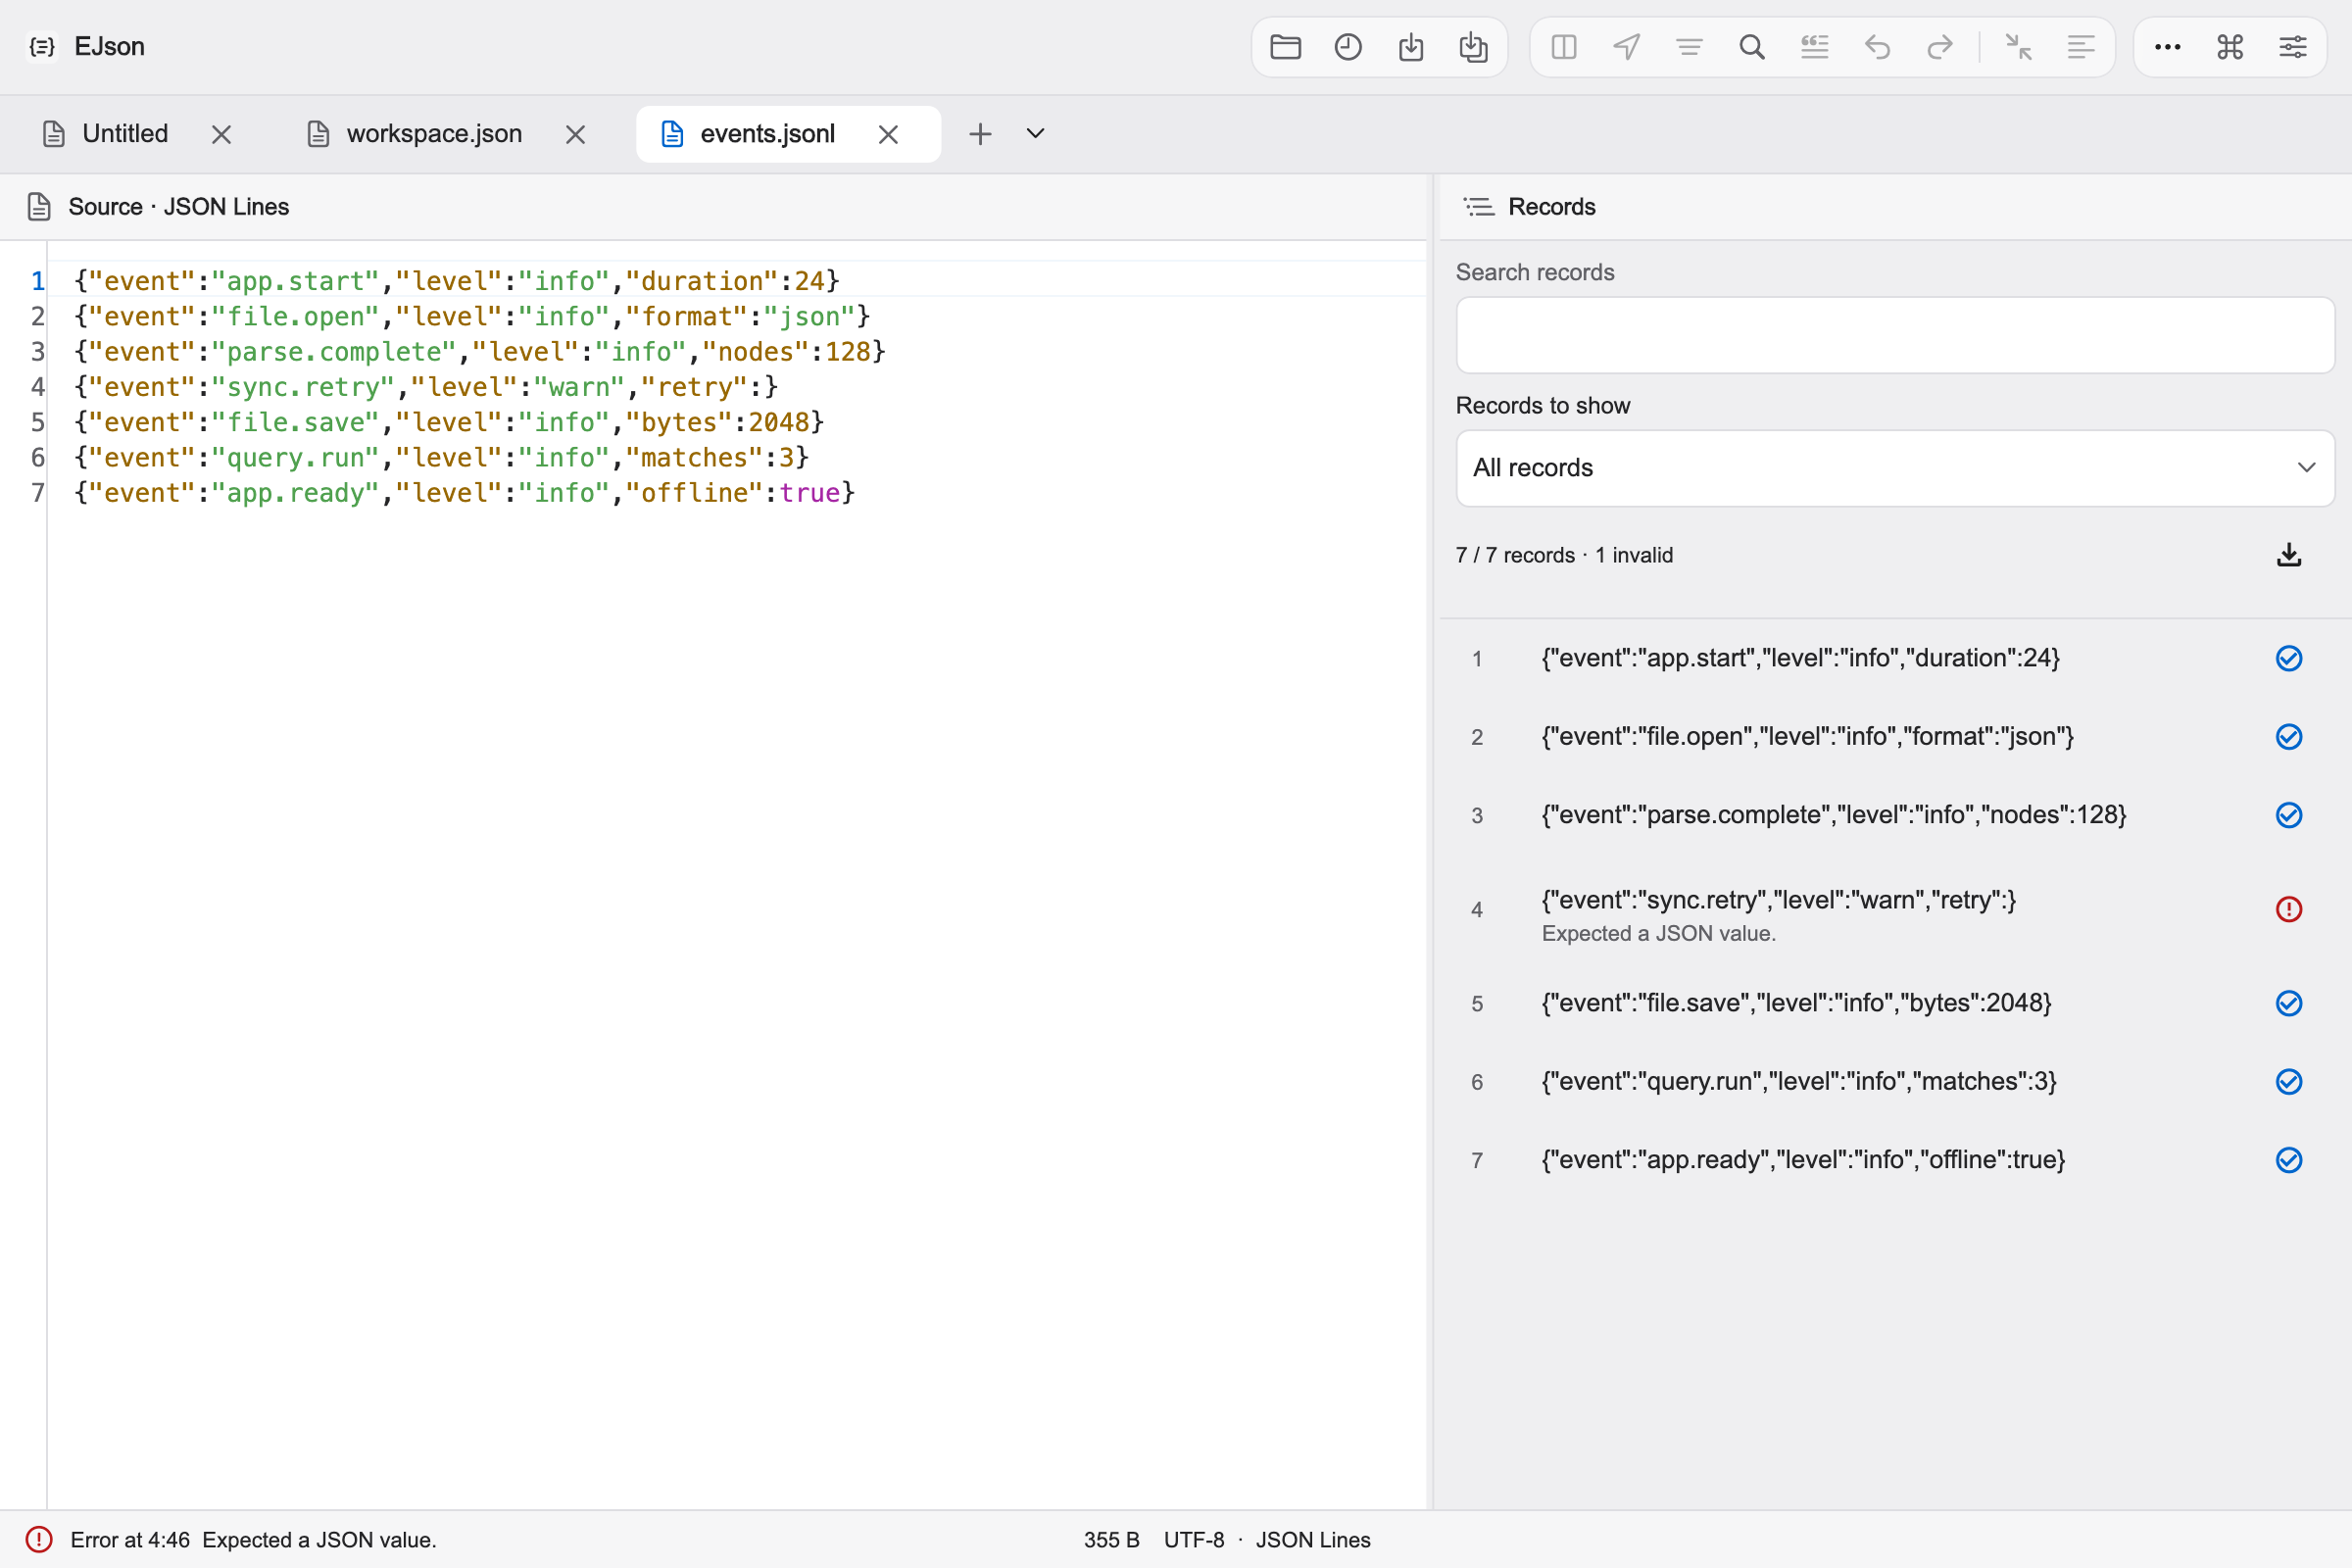 EJson
Untitled
workspace.json
events.jsonl
Source · JSON Lines
1 {"event":"app.start","level":"info","duration":24}
2 {"event":"file.open","level":"info","format":"json"}
3 {"event":"parse.complete","level":"info","nodes":128}
4 {"event":"sync.retry","level":"warn","retry":}
5 {"event":"file.save","level":"info","bytes":2048}
6 {"event":"query.run","level":"info","matches":3}
7 {"event":"app.ready","level":"info","offline":true}
Records
Search records
Records to show
All records
7 / 7 records · 1 invalid
1 {"event":"app.start","level":"info","duration":24}
2 {"event":"file.open","level":"info","format":"json"}
3 {"event":"parse.complete","level":"info","nodes":128}
4 {"event":"sync.retry","level":"warn","retry":}
Expected a JSON value.
5 {"event":"file.save","level":"info","bytes":2048}
6 {"event":"query.run","level":"info","matches":3}
7 {"event":"app.ready","level":"info","offline":true}
Error at 4:46 Expected a JSON value.
355 B UTF-8 · JSON Lines